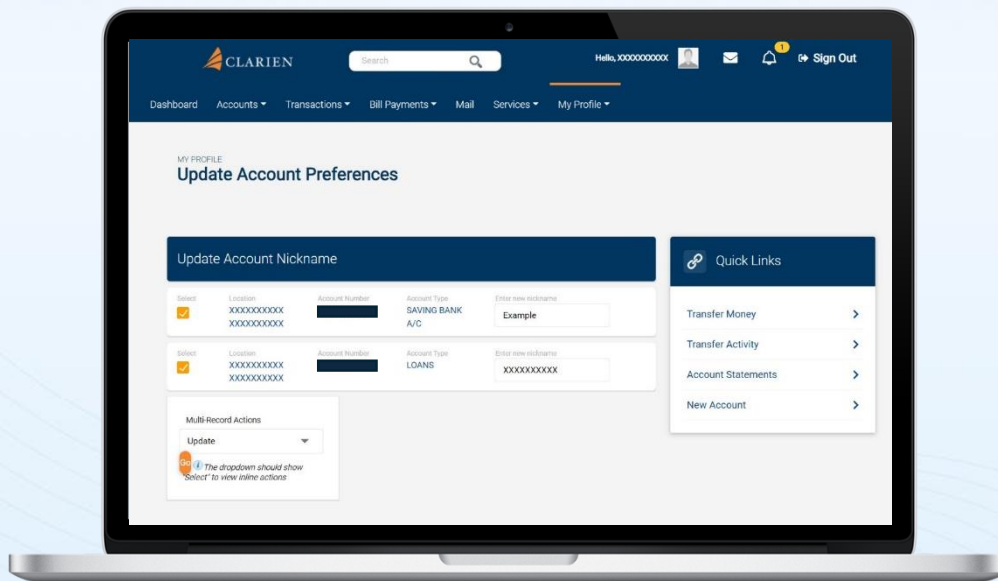 CLARIEN
Search
Hello, XXXXXXXXXX
1
Sign Out
Dashboard Accounts Transactions Bill Payments Mail Services My Profile
MY PROFILE
Update Account Preferences
Update Account Nickname
Select Location Account Number Account Type Enter new nickname
XXXXXXXXXX SAVING BANK Example
XXXXXXXXXX A/C
Select Location Account Number Account Type Enter new nickname
XXXXXXXXXX LOANS XXXXXXXXXX
XXXXXXXXXX
Multi-Record Actions
Update
Go i The dropdown should show
"Select" to view inline actions
Quick Links
Transfer Money
Transfer Activity
Account Statements
New Account